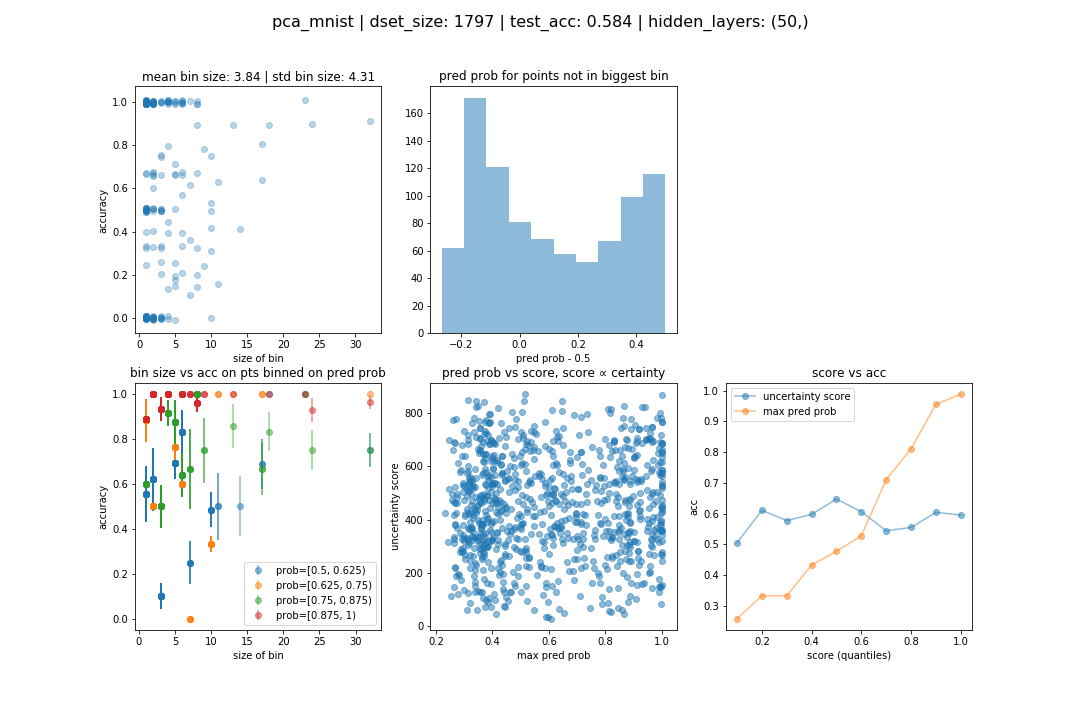 pca_mnist | dset_size: 1797 | test_acc: 0.584 | hidden_layers: (50,)
mean bin size: 3.84 | std bin size: 4.31
accuracy
1.0
0.8
0.6
0.4
0.2
0.0
0 5 10 15 20 25 30
size of bin
pred prob for points not in biggest bin
160
140
120
100
80
60
40
20
0
−0.2 0.0 0.2 0.4
pred prob - 0.5
bin size vs acc on pts binned on pred prob
accuracy
1.0
0.8
0.6
0.4
0.2
0.0
prob=[0.5, 0.625)
prob=[0.625, 0.75)
prob=[0.75, 0.875)
prob=[0.875, 1)
0 5 10 15 20 25 30
size of bin
pred prob vs score, score ∝ certainty
uncertainty score
800
600
400
200
0
0.2 0.4 0.6 0.8 1.0
max pred prob
score vs acc
uncertainty score
max pred prob
acc
1.0
0.9
0.8
0.7
0.6
0.5
0.4
0.3
0.2 0.4 0.6 0.8 1.0
score (quantiles)